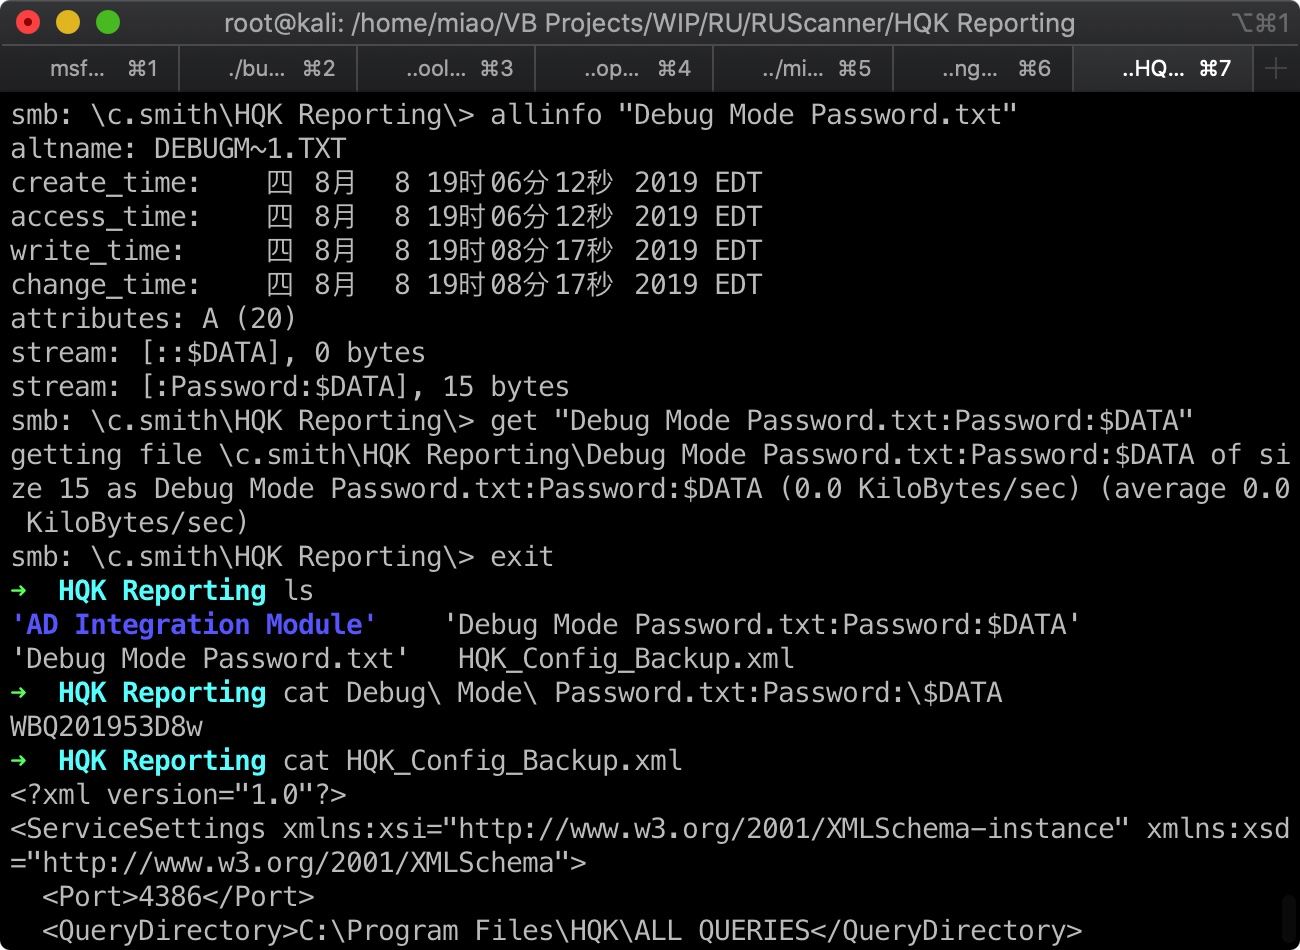 root@kali: /home/miao/VB Projects/WIP/RU/RUScanner/HQK Reporting ⌥⌘1
msf... ⌘1 ./bu... ⌘2 ..ool... ⌘3 ..op... ⌘4 ../mi... ⌘5 ..ng... ⌘6 ..HQ... ⌘7
smb: \c.smith\HQK Reporting\> allinfo "Debug Mode Password.txt"
altname: DEBUGM~1.TXT
create_time:    四 8月  8 19时06分12秒 2019 EDT
access_time:    四 8月  8 19时06分12秒 2019 EDT
write_time:     四 8月  8 19时08分17秒 2019 EDT
change_time:    四 8月  8 19时08分17秒 2019 EDT
attributes: A (20)
stream: [::$DATA], 0 bytes
stream: [:Password:$DATA], 15 bytes
smb: \c.smith\HQK Reporting\> get "Debug Mode Password.txt:Password:$DATA"
getting file \c.smith\HQK Reporting\Debug Mode Password.txt:Password:$DATA of si
ze 15 as Debug Mode Password.txt:Password:$DATA (0.0 KiloBytes/sec) (average 0.0
 KiloBytes/sec)
smb: \c.smith\HQK Reporting\> exit
➜  HQK Reporting ls
'AD Integration Module'    'Debug Mode Password.txt:Password:$DATA'
'Debug Mode Password.txt'   HQK_Config_Backup.xml
➜  HQK Reporting cat Debug\ Mode\ Password.txt:Password:\$DATA
WBQ201953D8w
➜  HQK Reporting cat HQK_Config_Backup.xml
<?xml version="1.0"?>
<ServiceSettings xmlns:xsi="http://www.w3.org/2001/XMLSchema-instance" xmlns:xsd
="http://www.w3.org/2001/XMLSchema">
  <Port>4386</Port>
  <QueryDirectory>C:\Program Files\HQK\ALL QUERIES</QueryDirectory>